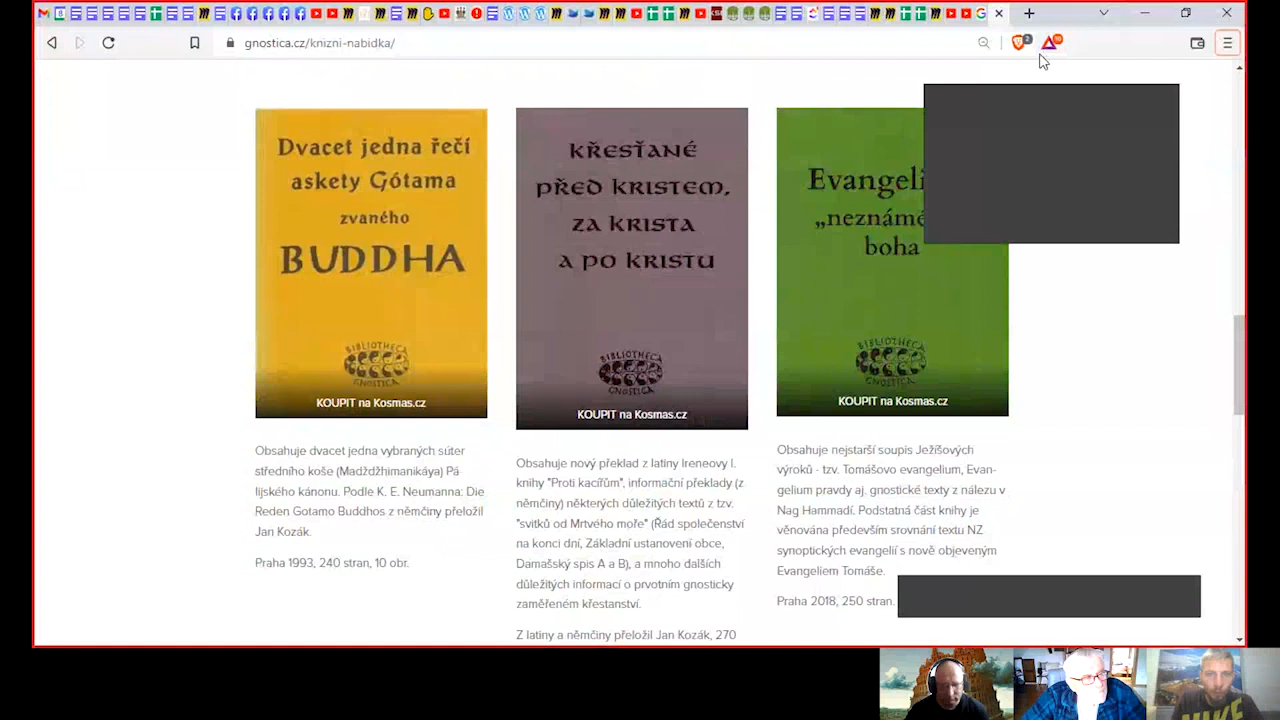 gnostica.cz/knizni-nabidka/
2
10
Dvacet jedna řečí
askety Gótama
zvaného
BUDDHA
BIBLIOTHECA
GNOSTICA
KOUPIT na Kosmas.cz
Obsahuje dvacet jedna vybraných súter
středního koše (Madždžhimanikáya) Pá
lijského kánonu. Podle K. E. Neumanna: Die
Reden Gotamo Buddhos z němčiny přeložil
Jan Kozák.
Praha 1993, 240 stran, 10 obr.
KŘESŤANÉ
PŘED KRISTEM,
ZA KRISTA
A PO KRISTU
BIBLIOTHECA
GNOSTICA
KOUPIT na Kosmas.cz
Obsahuje nový překlad z latiny Ireneovy I.
knihy "Proti kacířům", informační překlady (z
němčiny) některých důležitých textů z tzv.
"svitků od Mrtvého moře" (Řád společenství
na konci dní, Základní ustanovení obce,
Damašský spis A a B), a mnoho dalších
důležitých informací o prvotním gnosticky
zaměřeném křestanství.
Z latiny a němčiny přeložil Jan Kozák, 270
Evangeli
„neznámé
boha
BIBLIOTHECA
GNOSTICA
KOUPIT na Kosmas.cz
Obsahuje nejstarší soupis Ježíšových
výroků - tzv. Tomášovo evangelium, Evan-
gelium pravdy aj. gnostické texty z nálezu v
Nag Hammadí. Podstatná část knihy je
věnována především srovnání textu NZ
synoptických evangelií s nově objeveným
Evangeliem Tomáše.
Praha 2018, 250 stran.